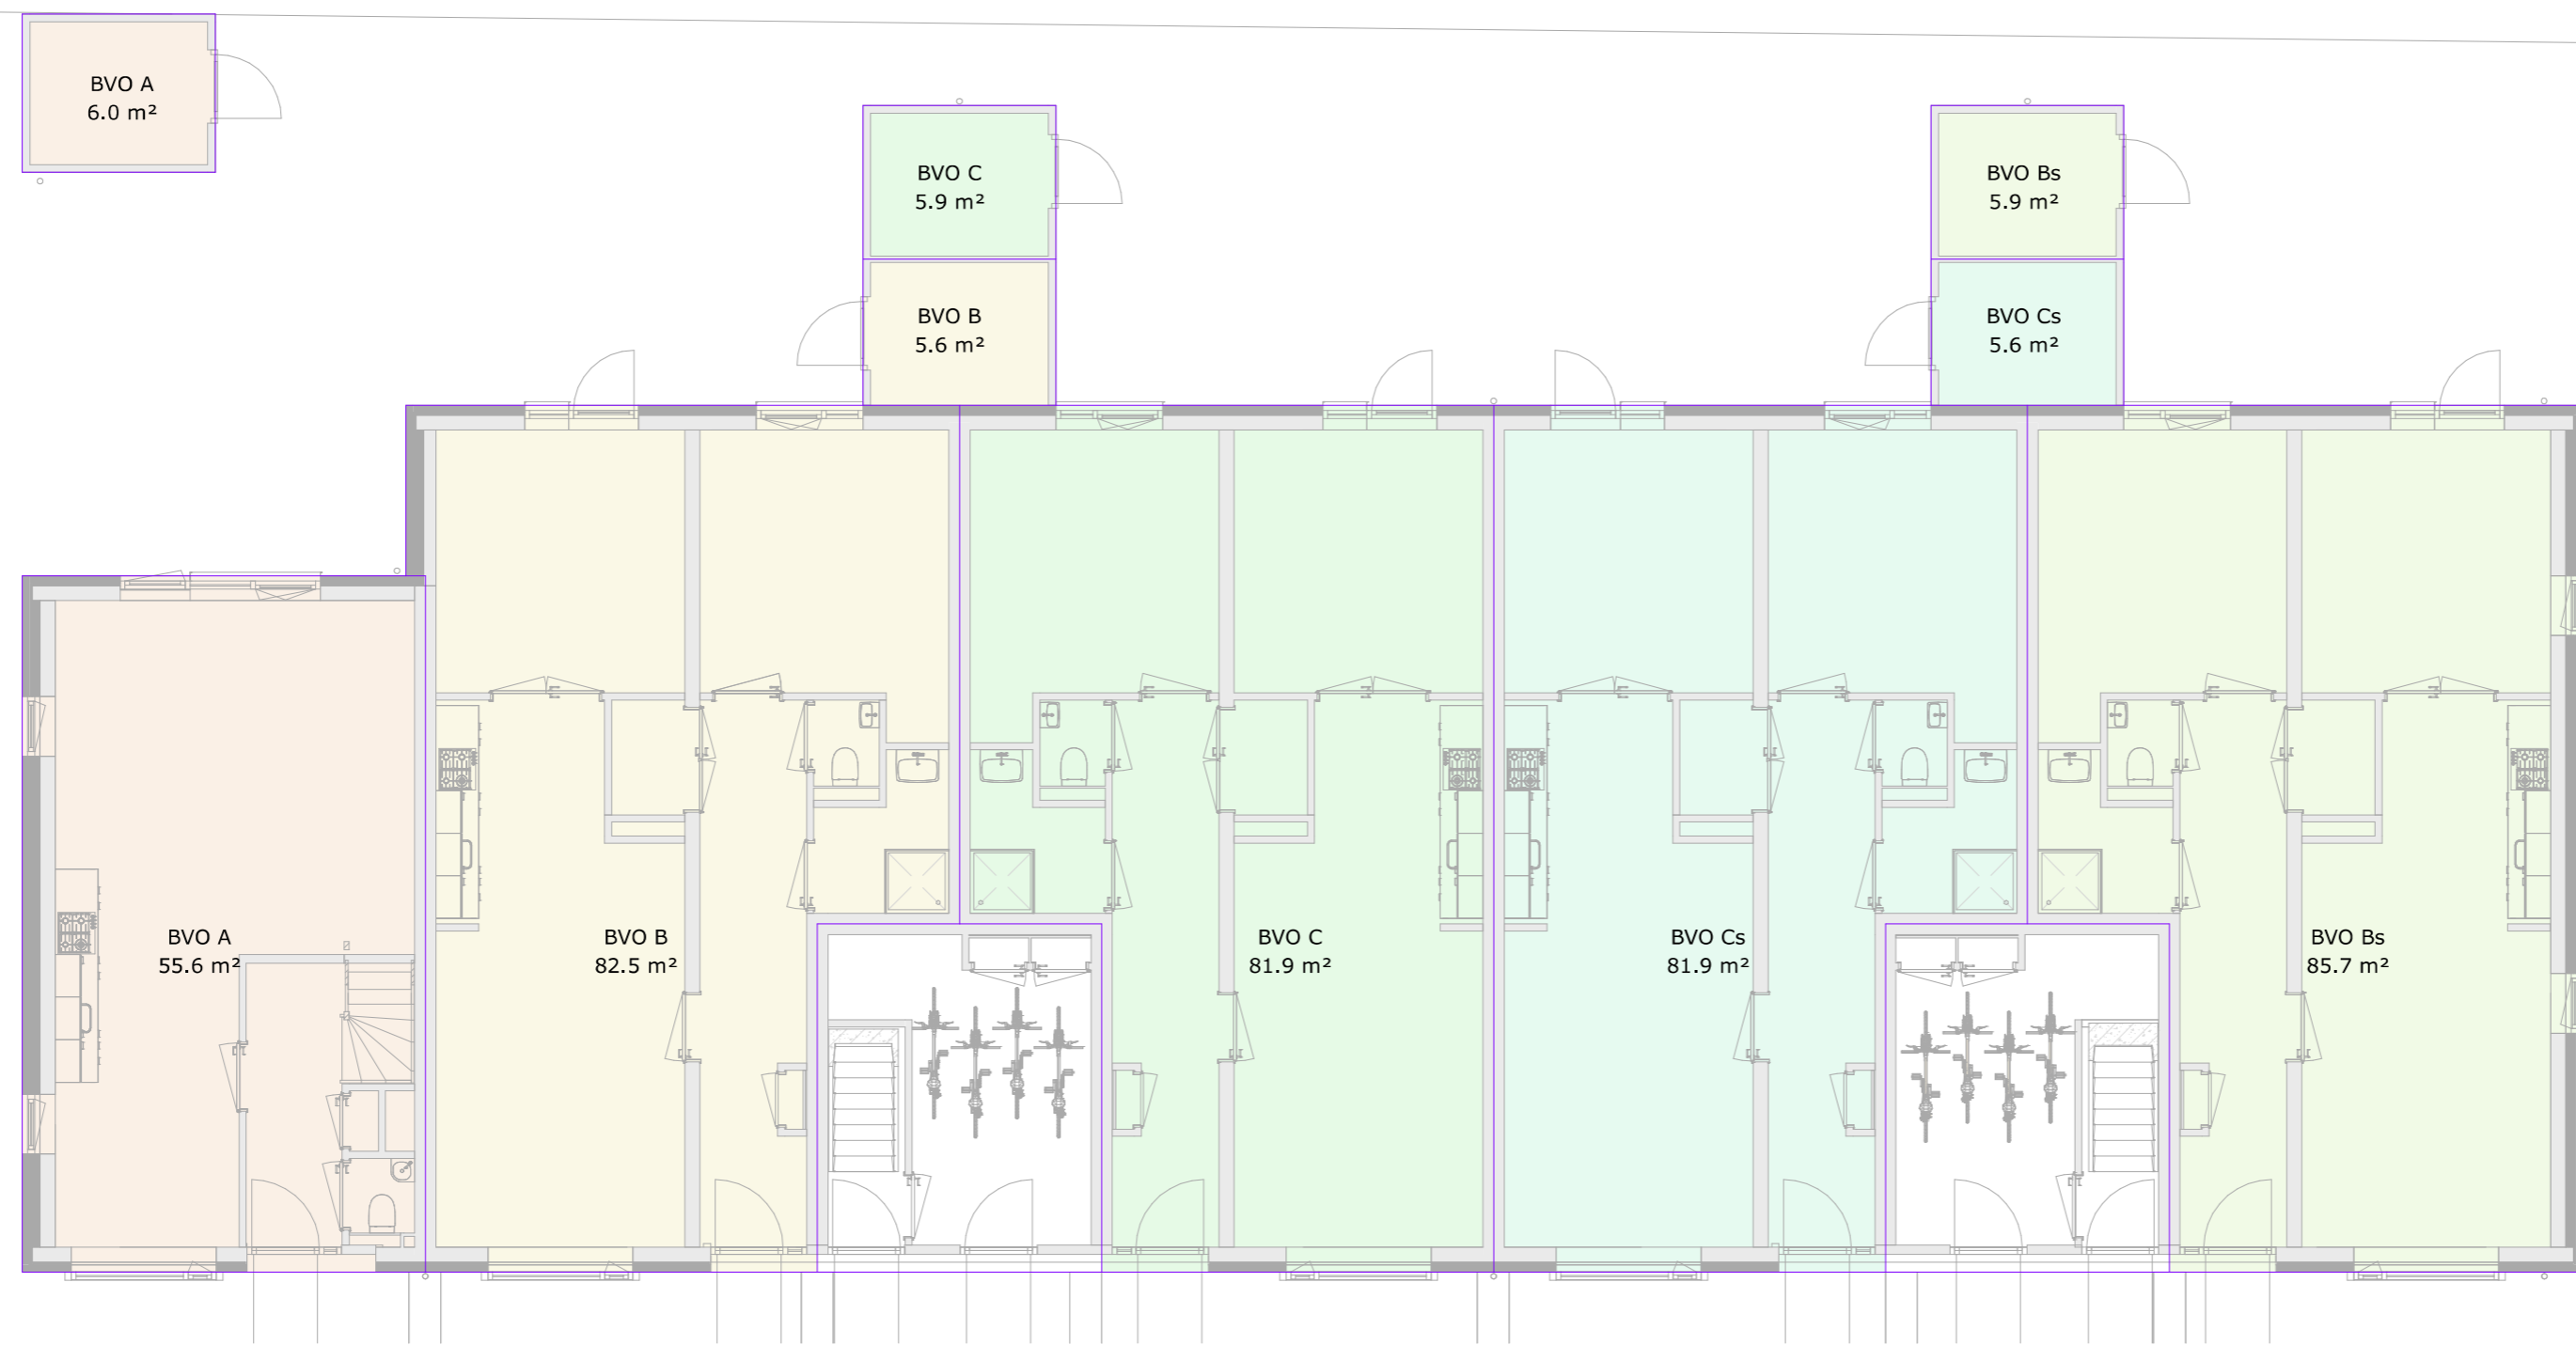 BVO A
6.0 m²
BVO C
5.9 m²
BVO Bs
5.9 m²
BVO B
5.6 m²
BVO Cs
5.6 m²
BVO A
55.6 m²
BVO B
82.5 m²
BVO C
81.9 m²
BVO Cs
81.9 m²
BVO Bs
85.7 m²